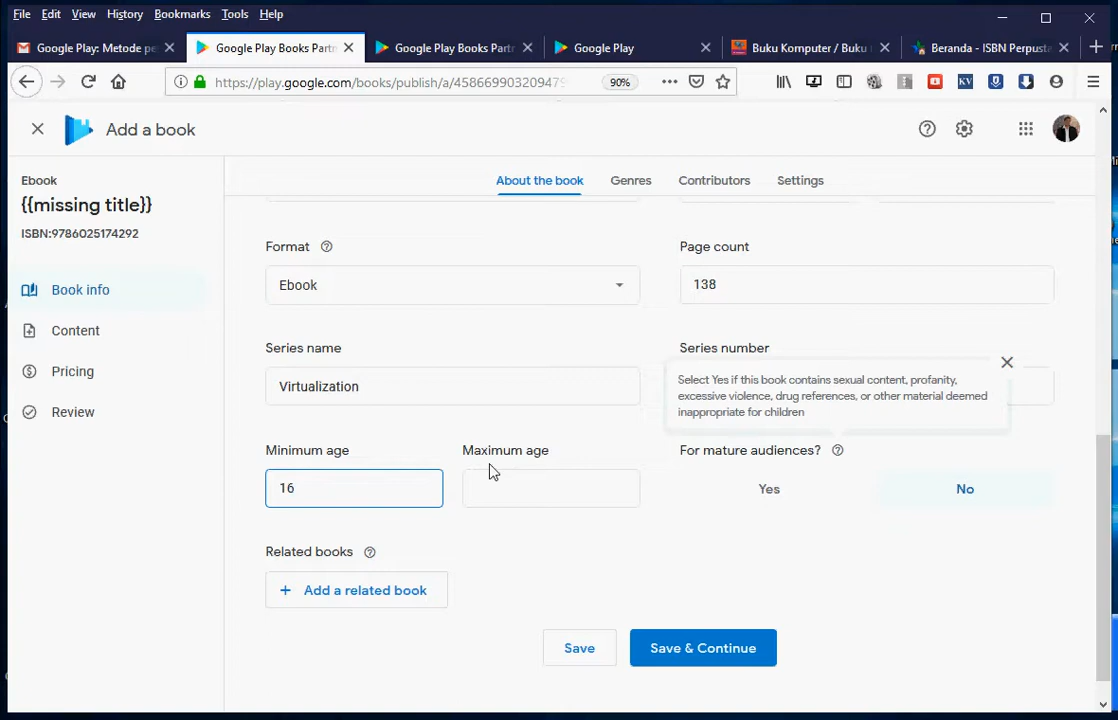 File Edit View History Bookmarks Tools Help
Google Play: Metode pe
Google Play Books Partn
Google Play Books Partn
Google Play
Buku Komputer / Buku
Beranda - ISBN Perpusta
https://play.google.com/books/publish/a/45866990320947
90%
Add a book
Ebook
{{missing title}}
ISBN:9786025174292
Book info
Content
Pricing
Review
About the book Genres Contributors Settings
Format Page count
Ebook 138
Series name Series number
Virtualization
Select Yes if this book contains sexual content, profanity,
excessive violence, drug references, or other material deemed
inappropriate for children
Minimum age Maximum age For mature audiences?
16 Yes No
Related books
+ Add a related book
Save Save & Continue